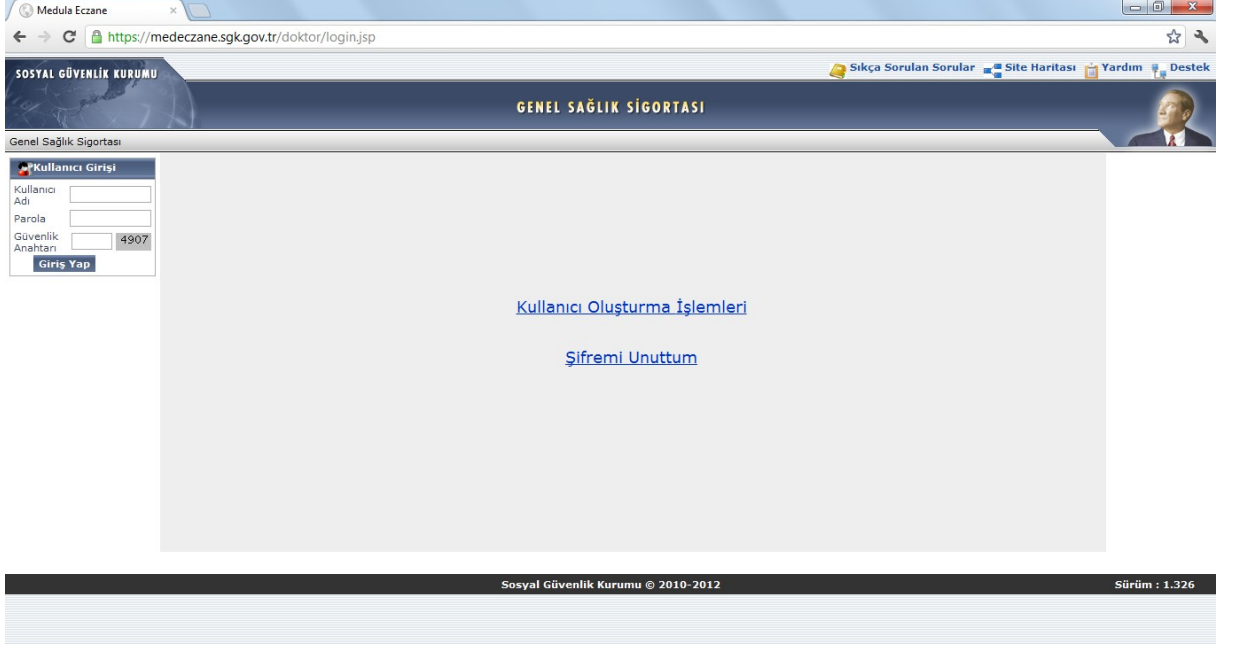 Medula Eczane
https://medeczane.sgk.gov.tr/doktor/login.jsp
SOSYAL GÜVENLİK KURUMU
Sıkça Sorulan Sorular Site Haritası Yardım Destek
GENEL SAĞLIK SİGORTASI
Genel Sağlık Sigortası
Kullanıcı Girişi
Kullanıcı
Adı
Parola
Güvenlik
Anahtarı
4907
Giriş Yap
Kullanıcı Oluşturma İşlemleri
Şifremi Unuttum
Sosyal Güvenlik Kurumu © 2010-2012
Sürüm : 1.326